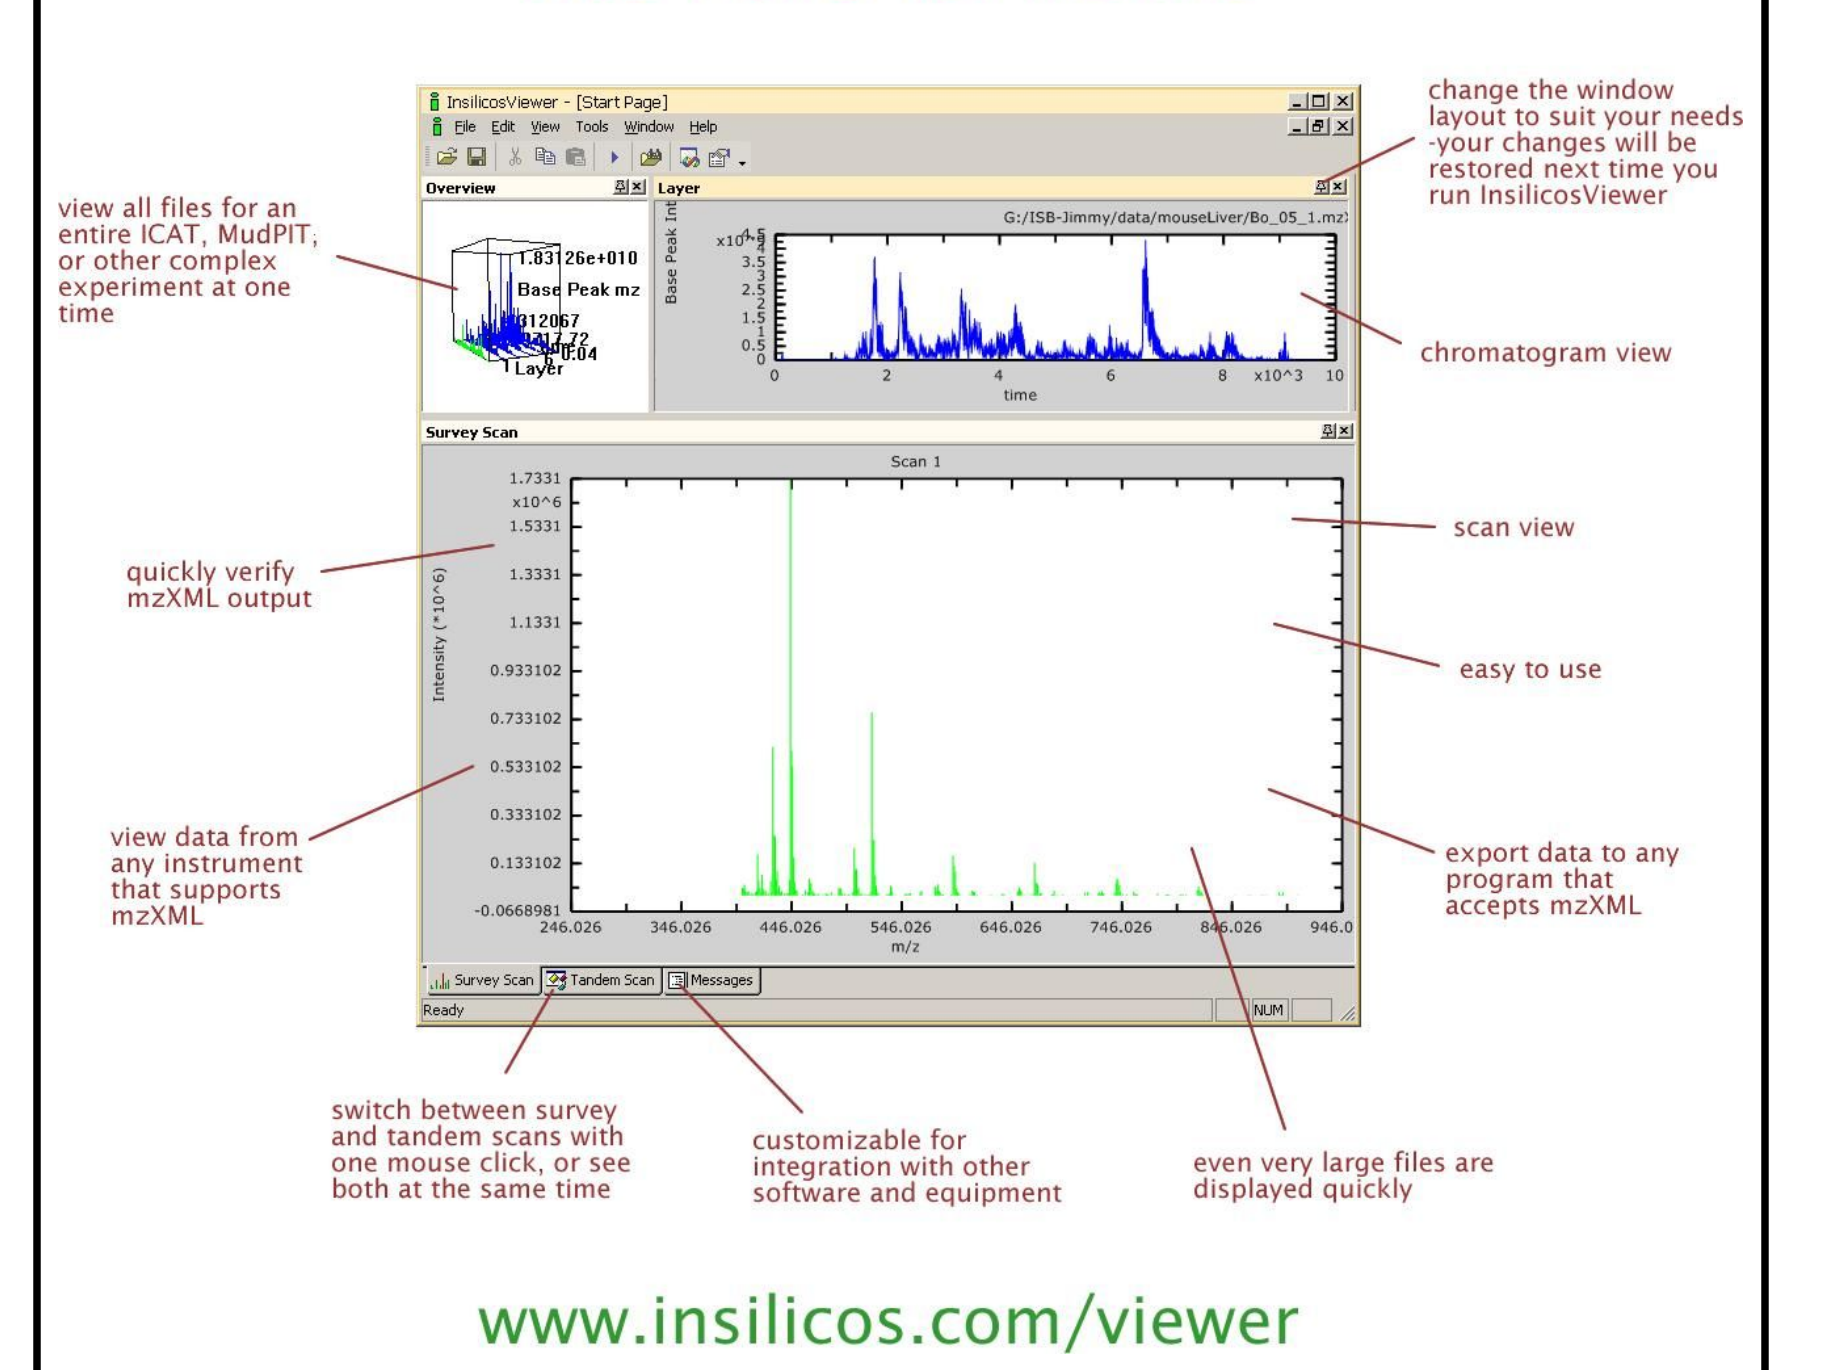 change the window
layout to suit your needs
-your changes will be
restored next time you
run InsilicosViewer
InsilicosViewer - [Start Page]
File Edit View Tools Window Help
Overview
Layer
view all files for an
entire ICAT, MudPIT,
or other complex
experiment at one
time
1.83126e+010
Base Peak mz
312067
0.04
Layer
G:/ISB-Jimmy/data/mouseLiver/Bo_05_1.mz
Base Peak Int
4.5
4
3.5
3
2.5
2
1.5
1
0.5
0
0 2 4 6 8 x10^3 10
time
chromatogram view
Survey Scan
Scan 1
1.7331
x10^6
1.5331
1.3331
1.1331
0.933102
0.733102
0.533102
0.333102
0.133102
-0.0668981
Intensity (*10^6)
246.026 346.026 446.026 546.026 646.026 746.026 846.026 946.0
m/z
scan view
quickly verify
mzXML output
easy to use
view data from
any instrument
that supports
mzXML
export data to any
program that
accepts mzXML
Survey Scan Tandem Scan Messages
Ready NUM
switch between survey
and tandem scans with
one mouse click, or see
both at the same time
customizable for
integration with other
software and equipment
even very large files are
displayed quickly
www.insilicos.com/viewer